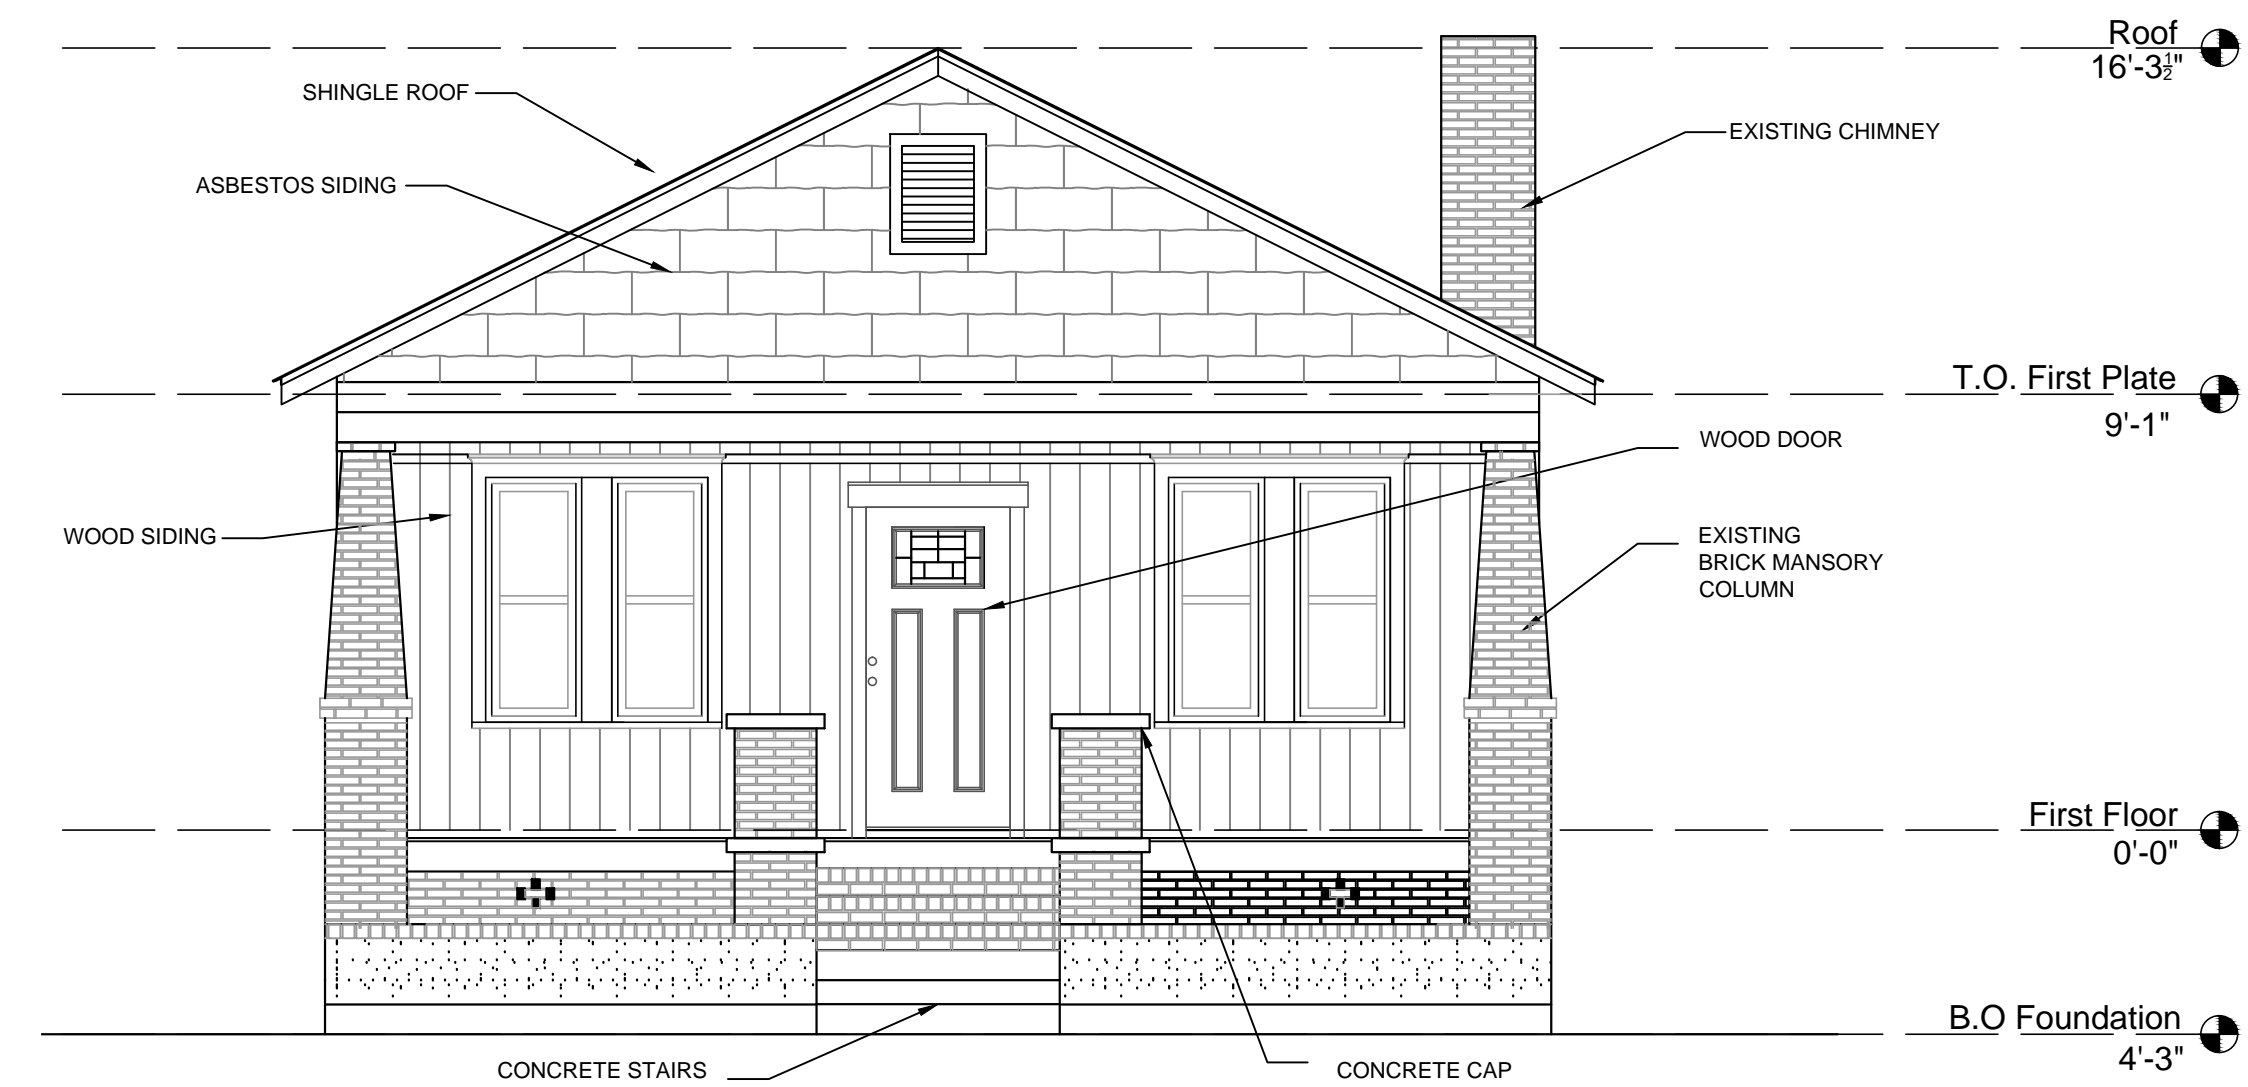 Roof
16'-3½"
SHINGLE ROOF
EXISTING CHIMNEY
ASBESTOS SIDING
T.O. First Plate
9'-1"
WOOD DOOR
WOOD SIDING
EXISTING
BRICK MANSORY
COLUMN
First Floor
0'-0"
B.O Foundation
4'-3"
CONCRETE STAIRS
CONCRETE CAP